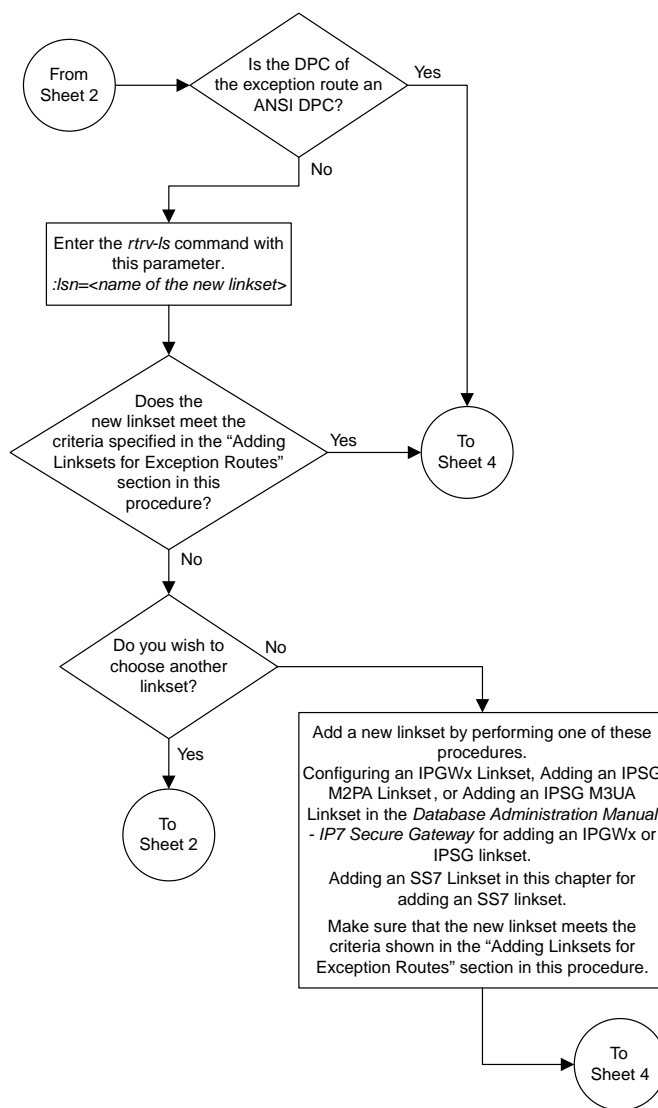 From
Sheet 2
Is the DPC of
the exception route an
ANSI DPC?
Yes
No
Enter the rtrv-ls command with
this parameter.
:lsn=<name of the new linkset>
Does the
new linkset meet the
criteria specified in the “Adding
Linksets for Exception Routes”
section in this
procedure?
Yes
To
Sheet 4
No
Do you wish to
choose another
linkset?
No
Yes
To
Sheet 2
Add a new linkset by performing one of these
procedures.
Configuring an IPGWx Linkset, Adding an IPSG
M2PA Linkset, or Adding an IPSG M3UA
Linkset in the Database Administration Manual
- IP7 Secure Gateway for adding an IPGWx or
IPSG linkset.
Adding an SS7 Linkset in this chapter for
adding an SS7 linkset.
Make sure that the new linkset meets the
criteria shown in the “Adding Linksets for
Exception Routes” section in this procedure.
To
Sheet 4